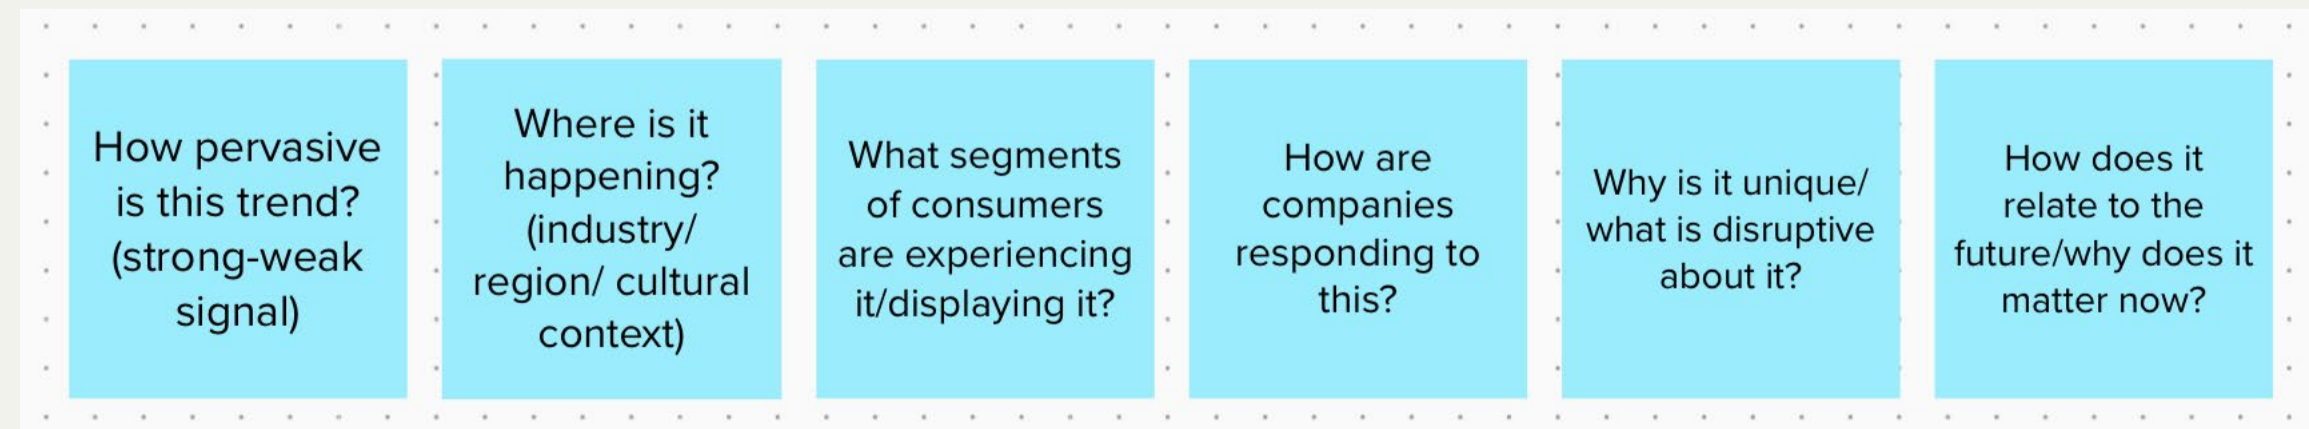 How pervasive
is this trend?
(strong-weak
signal)
Where is it
happening?
(industry/
region/ cultural
context)
What segments
of consumers
are experiencing
it/displaying it?
How are
companies
responding to
this?
Why is it unique/
what is disruptive
about it?
How does it
relate to the
future/why does it
matter now?